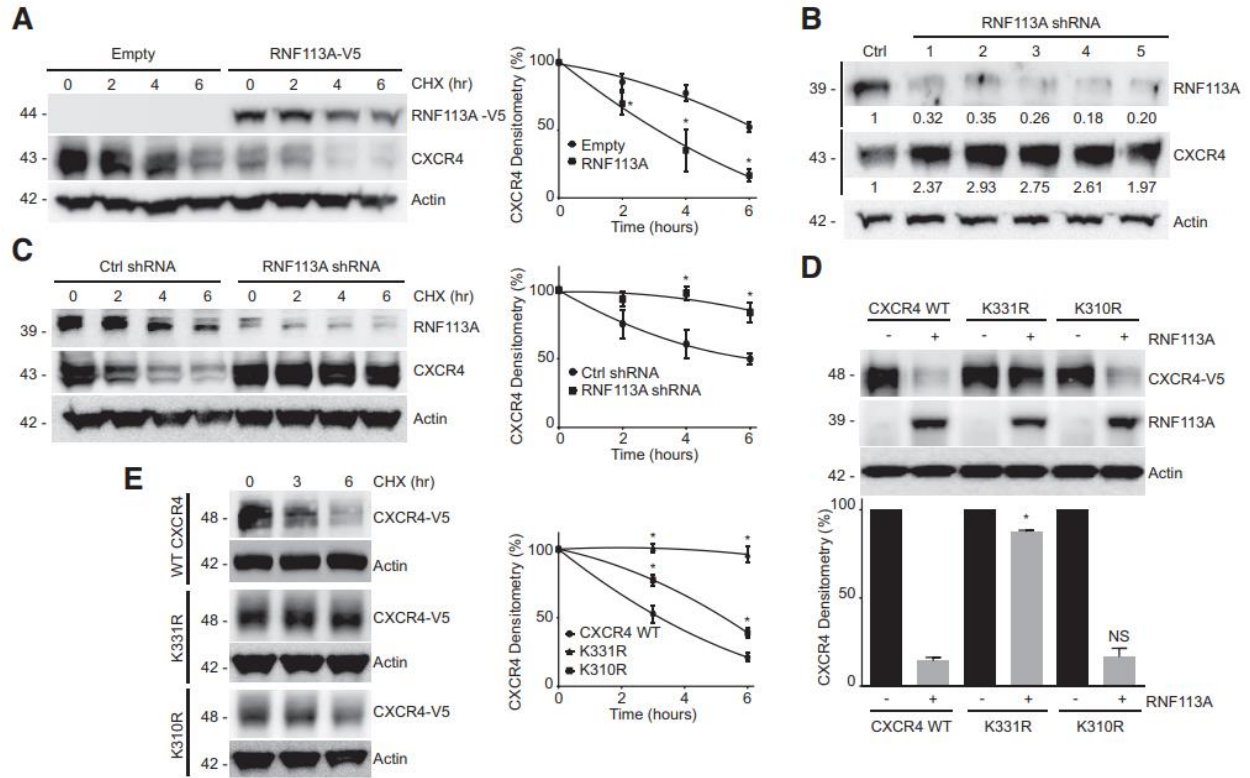 A
Empty RNF113A-V5
0 2 4 6 0 2 4 6 CHX (hr)
44 - RNF113A -V5
43 - CXCR4
42 - Actin
CXCR4 Densitometry (%)
100
50
0
Empty
RNF113A
*
*
*
0 2 4 6
Time (hours)
B
RNF113A shRNA
Ctrl 1 2 3 4 5
39 - RNF113A
1 0.32 0.35 0.26 0.18 0.20
43 - CXCR4
1 2.37 2.93 2.75 2.61 1.97
42 - Actin
C
Ctrl shRNA RNF113A shRNA
0 2 4 6 0 2 4 6 CHX (hr)
39 - RNF113A
43 - CXCR4
42 - Actin
CXCR4 Densitometry (%)
100
50
0
* *
Ctrl shRNA
RNF113A shRNA
0 2 4 6
Time (hours)
D
CXCR4 WT K331R K310R
- + - + - + RNF113A
48 - CXCR4-V5
39 - RNF113A
42 - Actin
CXCR4 Densitometry (%)
100
50
0
*
NS
- + - + - + RNF113A
CXCR4 WT K331R K310R
E
0 3 6 CHX (hr)
WT CXCR4
48 - CXCR4-V5
42 - Actin
K331R
48 - CXCR4-V5
42 - Actin
K310R
48 - CXCR4-V5
42 - Actin
CXCR4 Densitometry (%)
100
50
0
* *
* *
CXCR4 WT
K331R
K310R
0 2 4 6
Time (hours)